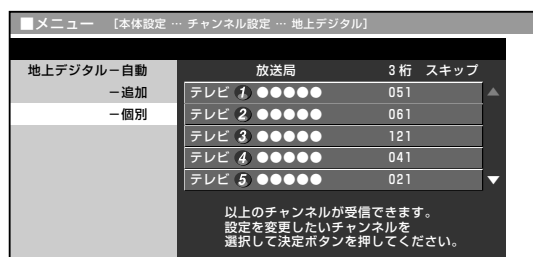 ■メニュー [本体設定 … チャンネル設定 … 地上デジタル]
地上デジタルー自動
ー追加
ー個別
放送局 3桁 スキップ
テレビ 1 ●●●●● 051
テレビ 2 ●●●●● 061
テレビ 3 ●●●●● 121
テレビ 4 ●●●●● 041
テレビ 5 ●●●●● 021
以上のチャンネルが受信できます。
設定を変更したいチャンネルを
選択して決定ボタンを押してください。